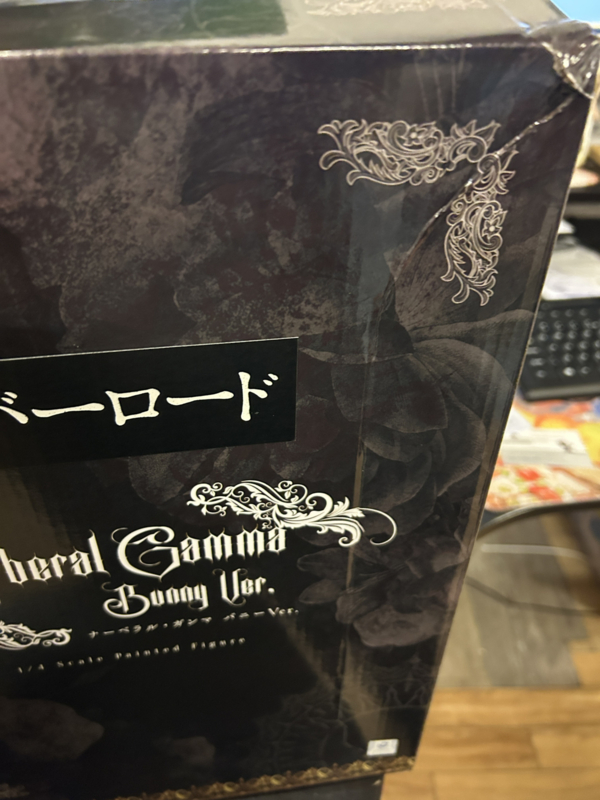 バーロード
beral Gamma
Bunny Ver.
ナーベラル・ガンマ バニーVer.
1/4 Scale Painted Figure